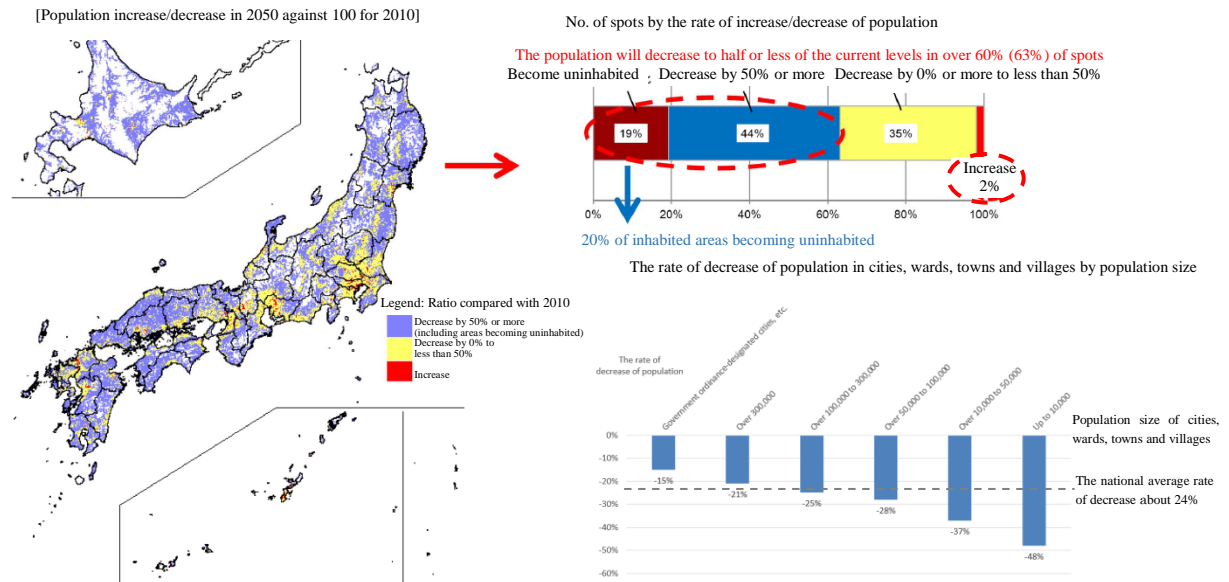 [Population increase/decrease in 2050 against 100 for 2010]
Legend: Ratio compared with 2010
Decrease by 50% or more
(including areas becoming uninhabited)
Decrease by 0% to
less than 50%
Increase
No. of spots by the rate of increase/decrease of population
The population will decrease to half or less of the current levels in over 60% (63%) of spots
Become uninhabited
Decrease by 50% or more
Decrease by 0% or more to less than 50%
19%
44%
35%
Increase
2%
0%
20%
40%
60%
80%
100%
20% of inhabited areas becoming uninhabited
The rate of decrease of population in cities, wards, towns and villages by population size
The rate of
decrease of population
Government ordinance-designated cities, etc.
Over 300,000
Over 100,000 to 300,000
Over 50,000 to 100,000
Over 10,000 to 50,000
Up to 10,000
Population size of cities,
wards, towns and villages
0%
-10%
-20%
-30%
-40%
-50%
-60%
-15%
-21%
-25%
-28%
-37%
-48%
The national average rate
of decrease about 24%